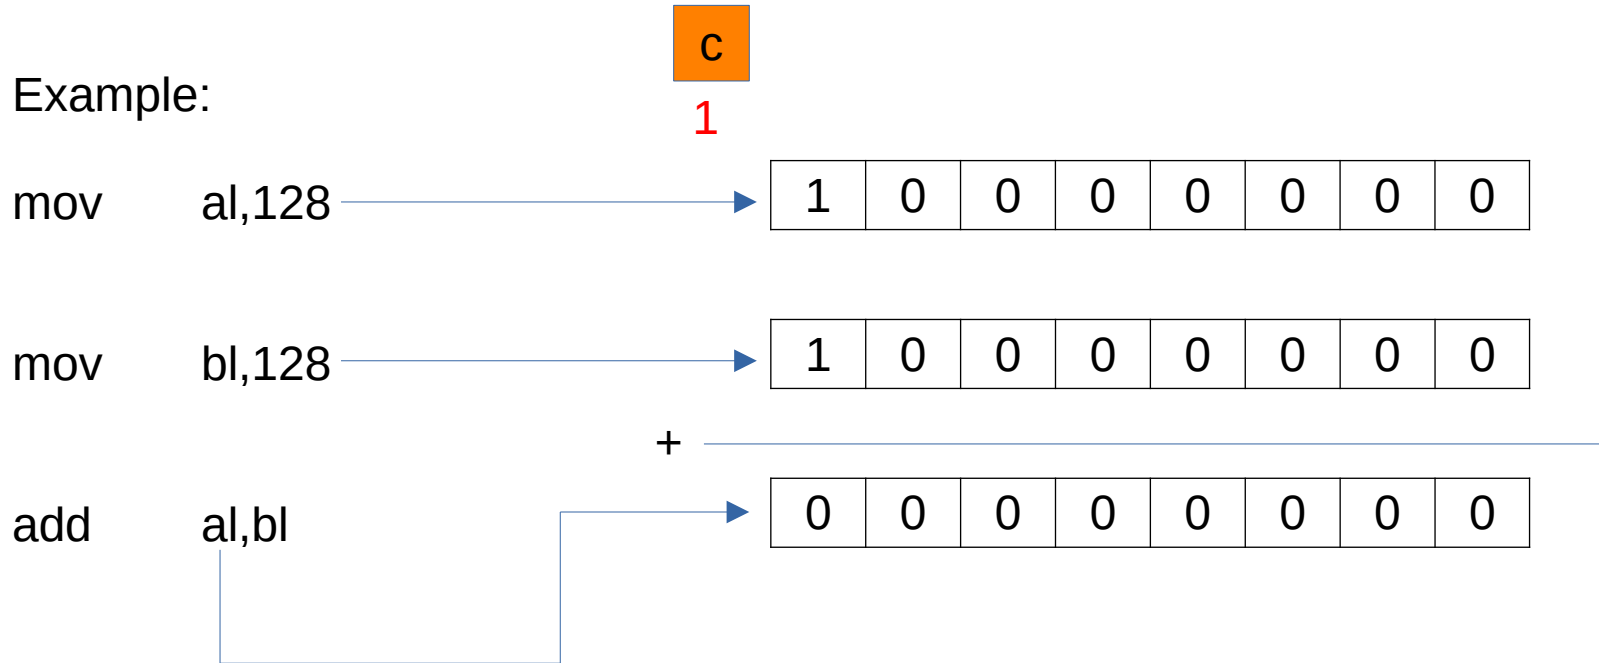 c
Example:
1
mov al,128 1 0 0 0 0 0 0 0
mov bl,128 1 0 0 0 0 0 0 0
+
add al,bl 0 0 0 0 0 0 0 0